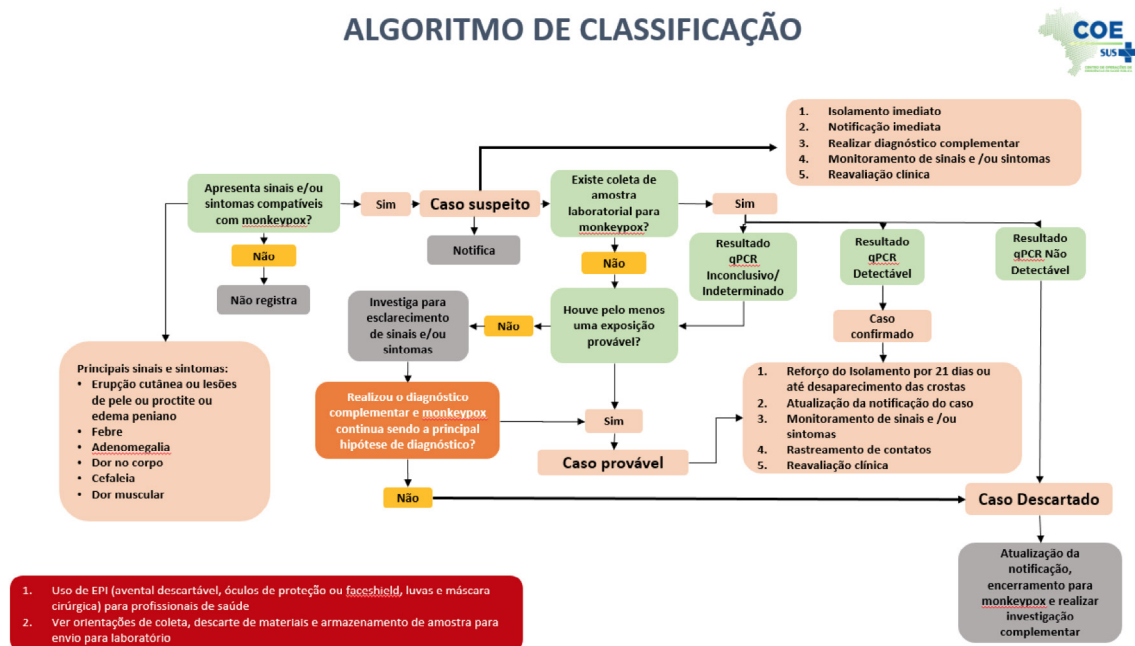 ALGORITMO DE CLASSIFICAÇÃO
COE
SUS
1. Isolamento imediato
2. Notificação imediata
3. Realizar diagnóstico complementar
4. Monitoramento de sinais e /ou sintomas
5. Reavaliação clínica
Apresenta sinais e/ou
sintomas compatíveis
com monkeypox?
Sim
Caso suspeito
Existe coleta de
amostra
laboratorial para
monkeypox?
Sim
Não
Notifica
Não
Resultado
qPCR
Inconclusivo/
Indeterminado
Resultado
qPCR
Detectável
Resultado
qPCR Não
Detectável
Não registra
Investiga para
esclarecimento
de sinais e/ou
sintomas
Não
Houve pelo menos
uma exposição
provável?
Caso
confirmado
Principais sinais e sintomas:
• Erupção cutânea ou lesões
de pele ou proctite ou
edema peniano
• Febre
• Adenomegalia
• Dor no corpo
• Cefaleia
• Dor muscular
Realizou o diagnóstico
complementar e monkeypox
continua sendo a principal
hipótese de diagnóstico?
Sim
Caso provável
1. Reforço do Isolamento por 21 dias ou
até desaparecimento das crostas
2. Atualização da notificação do caso
3. Monitoramento de sinais e /ou
sintomas
4. Rastreamento de contatos
5. Reavaliação clínica
Não
Caso Descartado
Atualização da
notificação,
encerramento para
monkeypox e realizar
investigação
complementar
1. Uso de EPI (avental descartável, óculos de proteção ou faceshield, luvas e máscara
cirúrgica) para profissionais de saúde
2. Ver orientações de coleta, descarte de materiais e armazenamento de amostra para
envio para laboratório